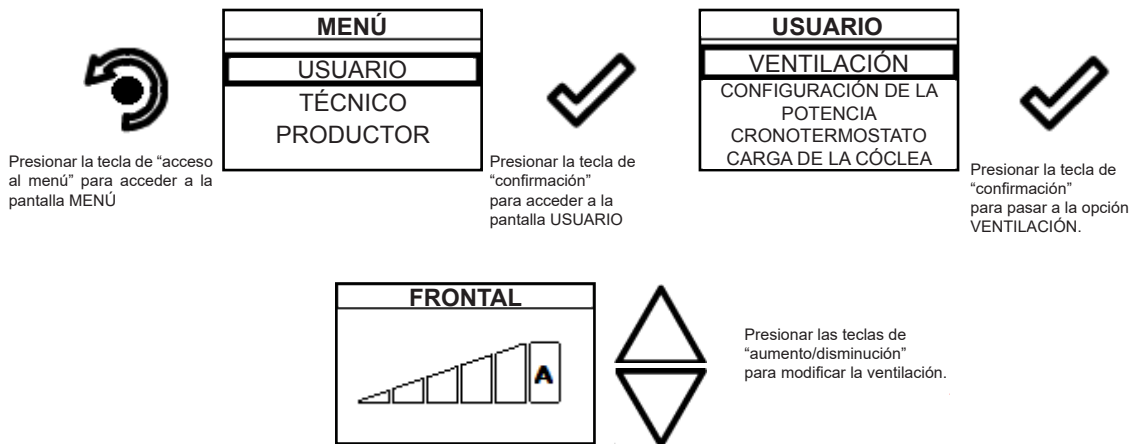 MENÚ
USUARIO
TÉCNICO
PRODUCTOR
Presionar la tecla de “acceso
al menú” para acceder a la
pantalla MENÚ
Presionar la tecla de
“confirmación”
para acceder a la
pantalla USUARIO
USUARIO
VENTILACIÓN
CONFIGURACIÓN DE LA
POTENCIA
CRONOTERMOSTATO
CARGA DE LA CÓCLEA
Presionar la tecla de
“confirmación”
para pasar a la opción
VENTILACIÓN.
FRONTAL
A
Presionar las teclas de
“aumento/disminución”
para modificar la ventilación.